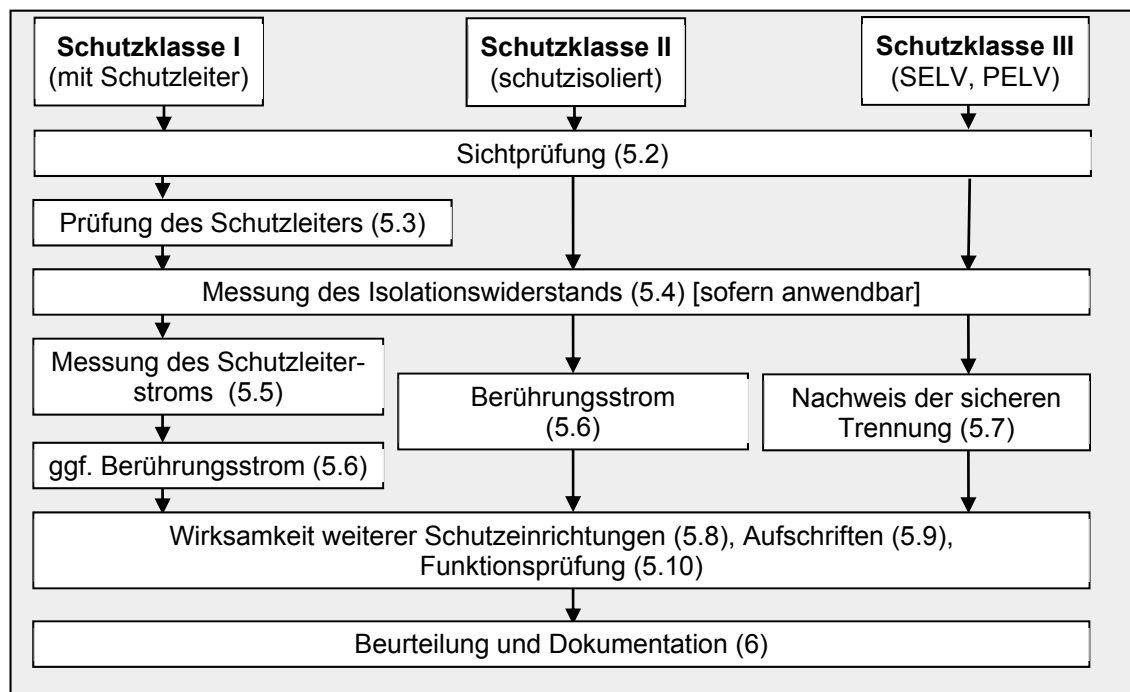 Schutzklasse I
(mit Schutzleiter)
Schutzklasse II
(schutzisoliert)
Schutzklasse III
(SELV, PELV)
Sichtprüfung (5.2)
Prüfung des Schutzleiters (5.3)
Messung des Isolationswiderstands (5.4) [sofern anwendbar]
Messung des Schutzleiter-
stroms (5.5)
Berührungsstrom
(5.6)
Nachweis der sicheren
Trennung (5.7)
ggf. Berührungsstrom (5.6)
Wirksamkeit weiterer Schutzeinrichtungen (5.8), Aufschriften (5.9),
Funktionsprüfung (5.10)
Beurteilung und Dokumentation (6)